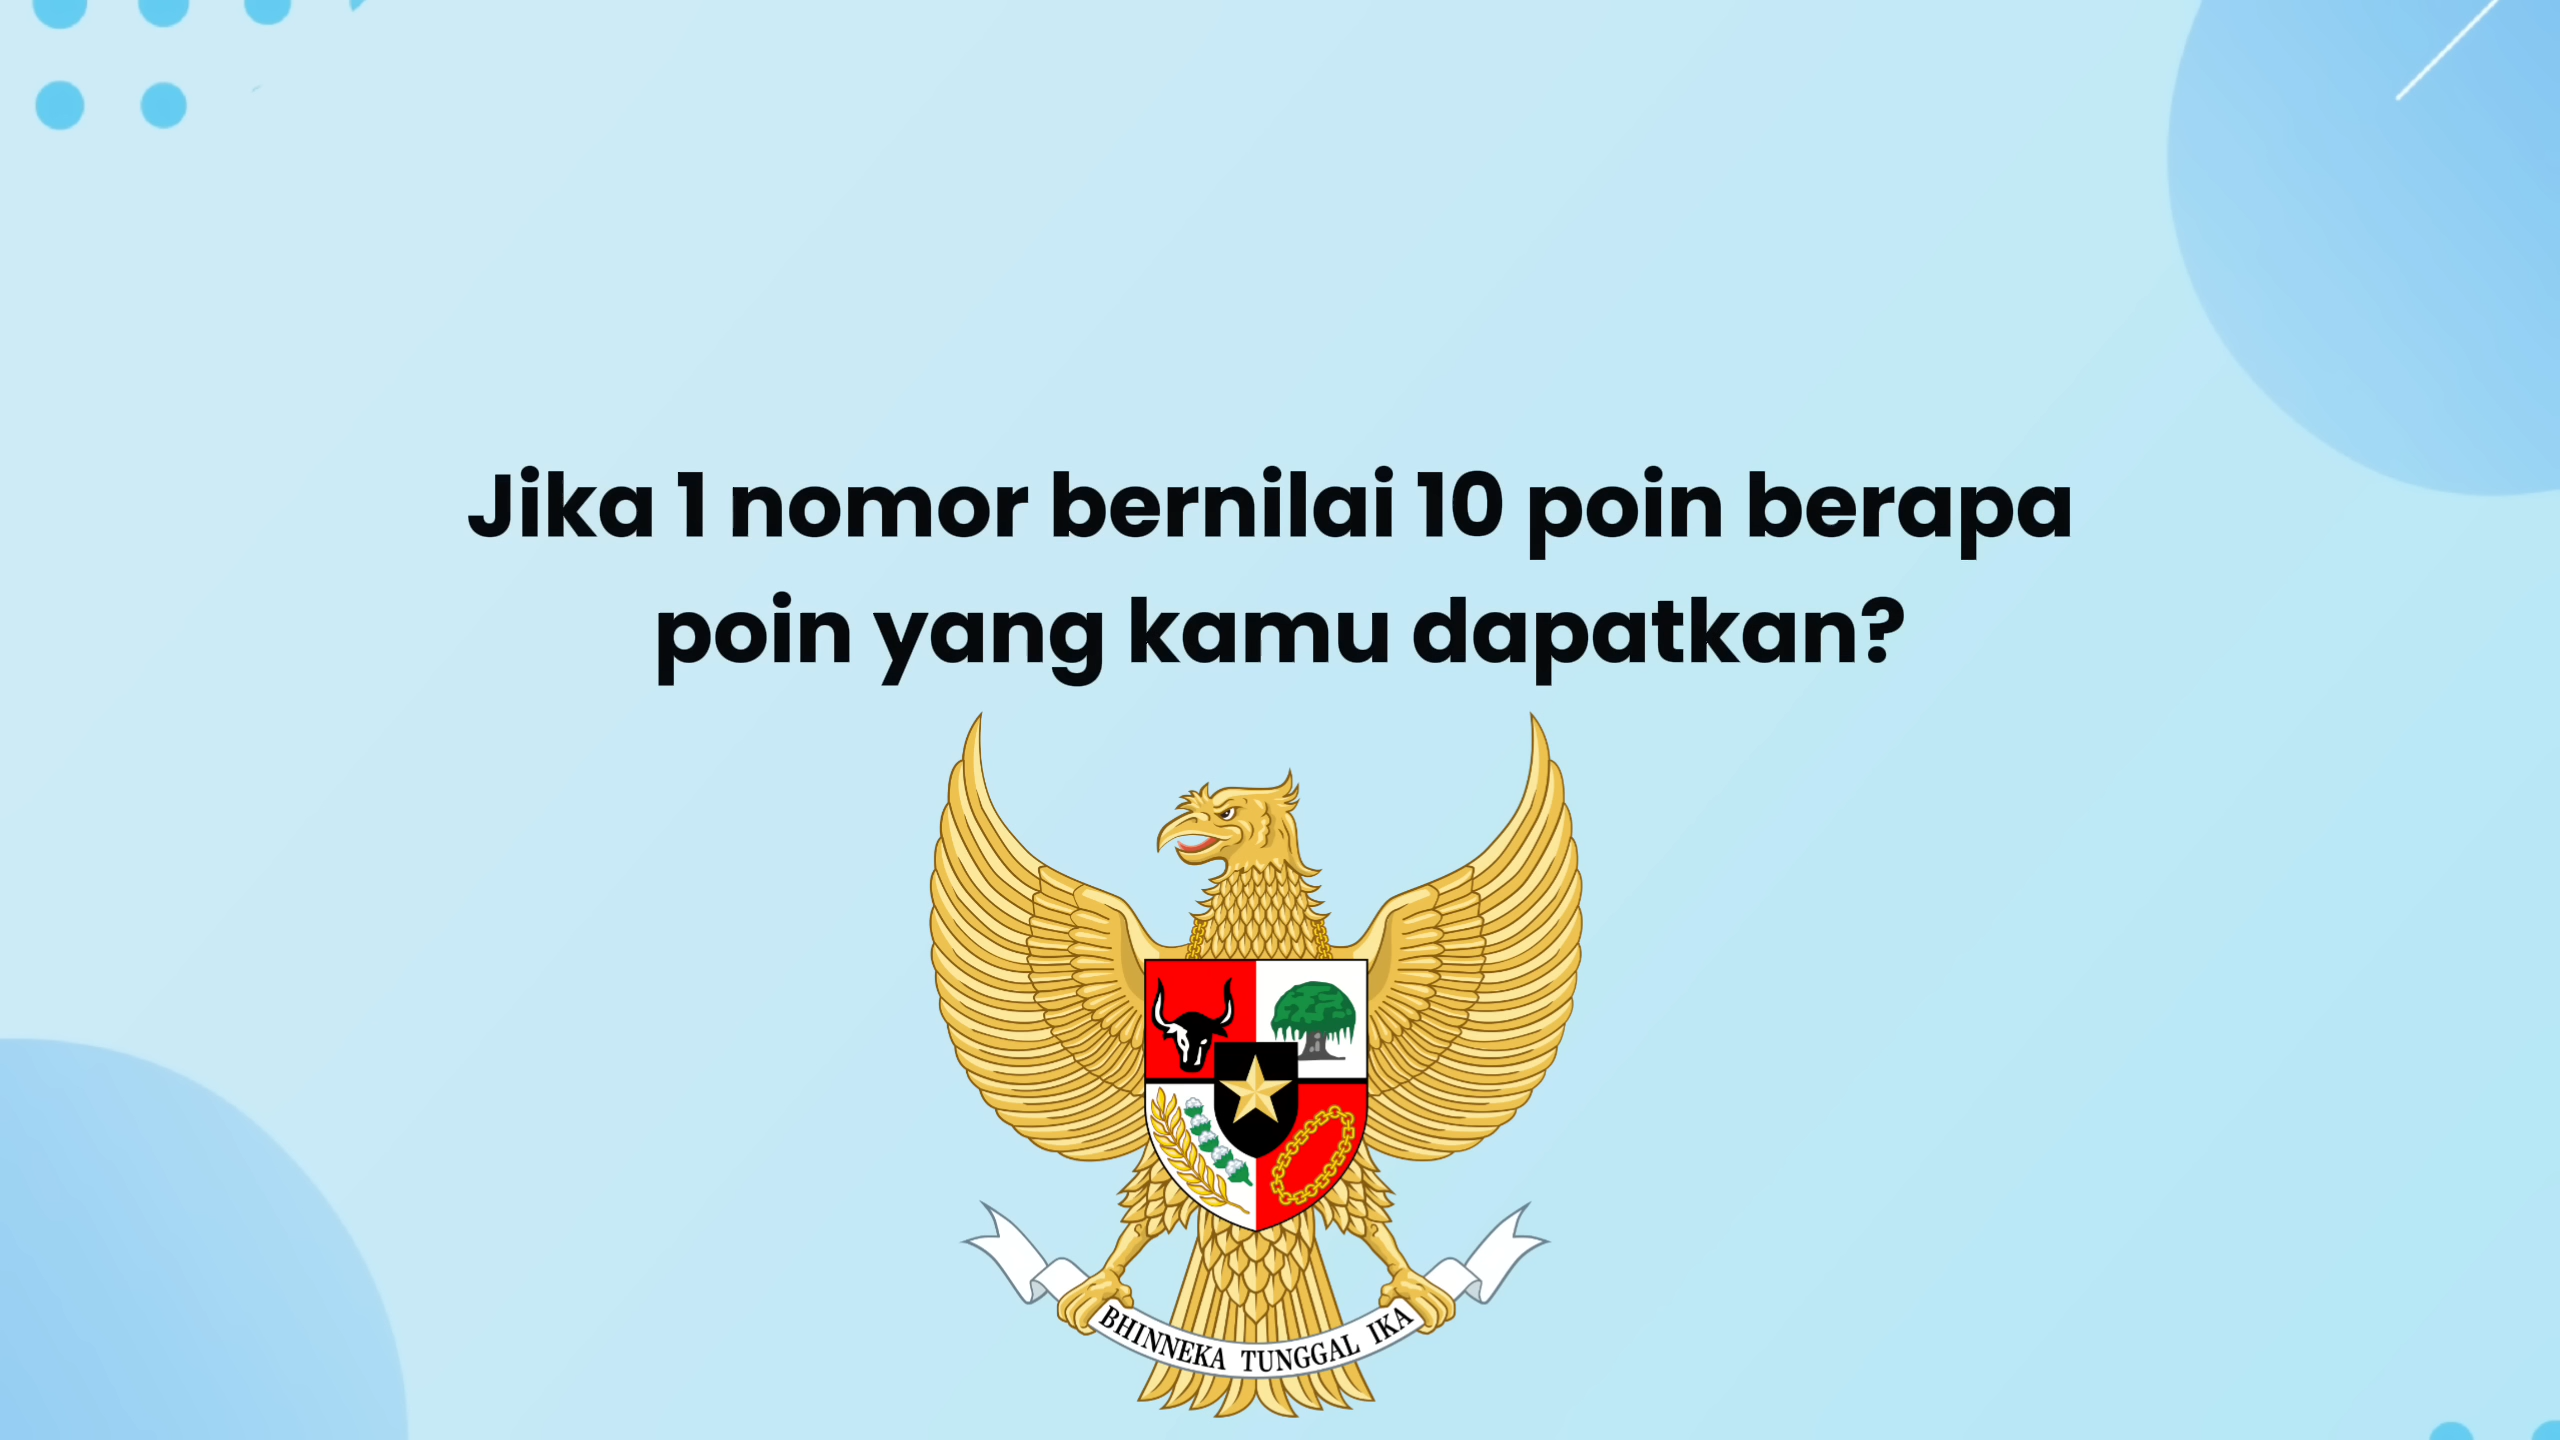 Jika 1 nomor bernilai 10 poin berapa
poin yang kamu dapatkan?
BHINNEKA TUNGGAL IKA